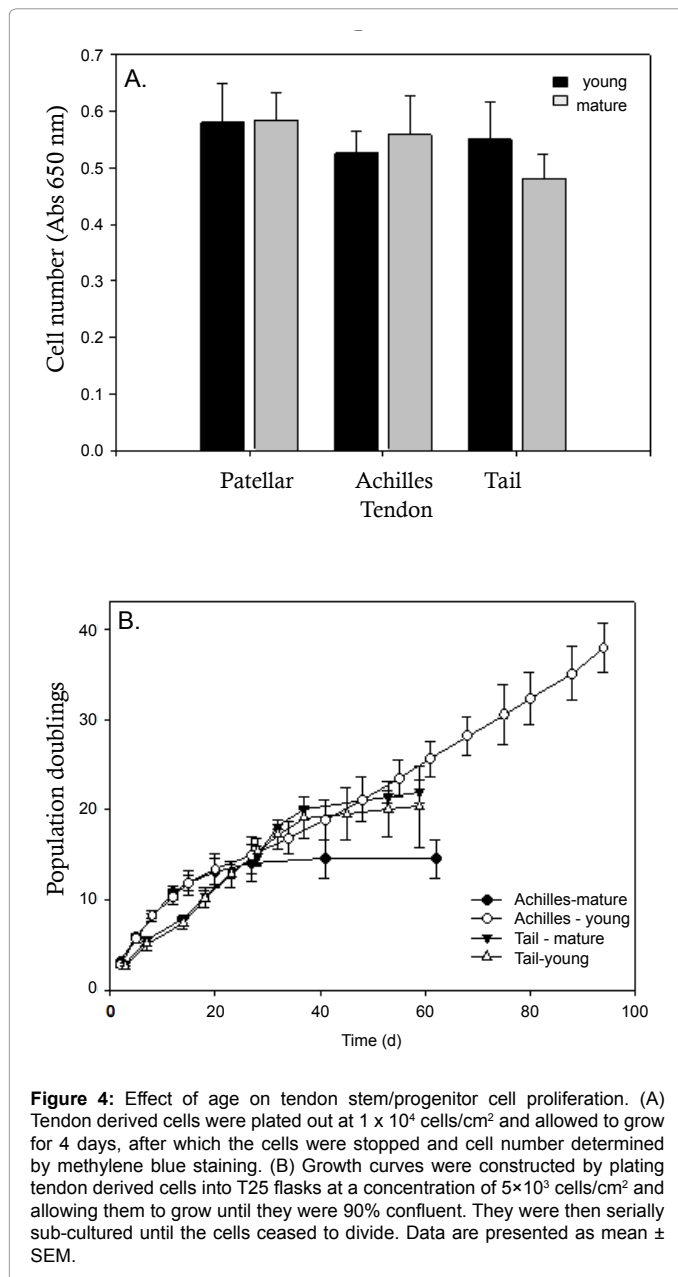 A.
0.7
0.6
0.5
0.4
0.3
0.2
0.1
0.0
Cell number (Abs 650 nm)
young
mature
Patellar
Achilles
Tail
Tendon
B.
40
30
20
10
0
Population doublings
Achilles-mature
Achilles - young
Tail - mature
Tail-young
0 20 40 60 80 100
Time (d)
Figure 4: Effect of age on tendon stem/progenitor cell proliferation. (A)
Tendon derived cells were plated out at 1 x 10⁴ cells/cm² and allowed to grow
for 4 days, after which the cells were stopped and cell number determined
by methylene blue staining. (B) Growth curves were constructed by plating
tendon derived cells into T25 flasks at a concentration of 5×10³ cells/cm² and
allowing them to grow until they were 90% confluent. They were then serially
sub-cultured until the cells ceased to divide. Data are presented as mean ±
SEM.